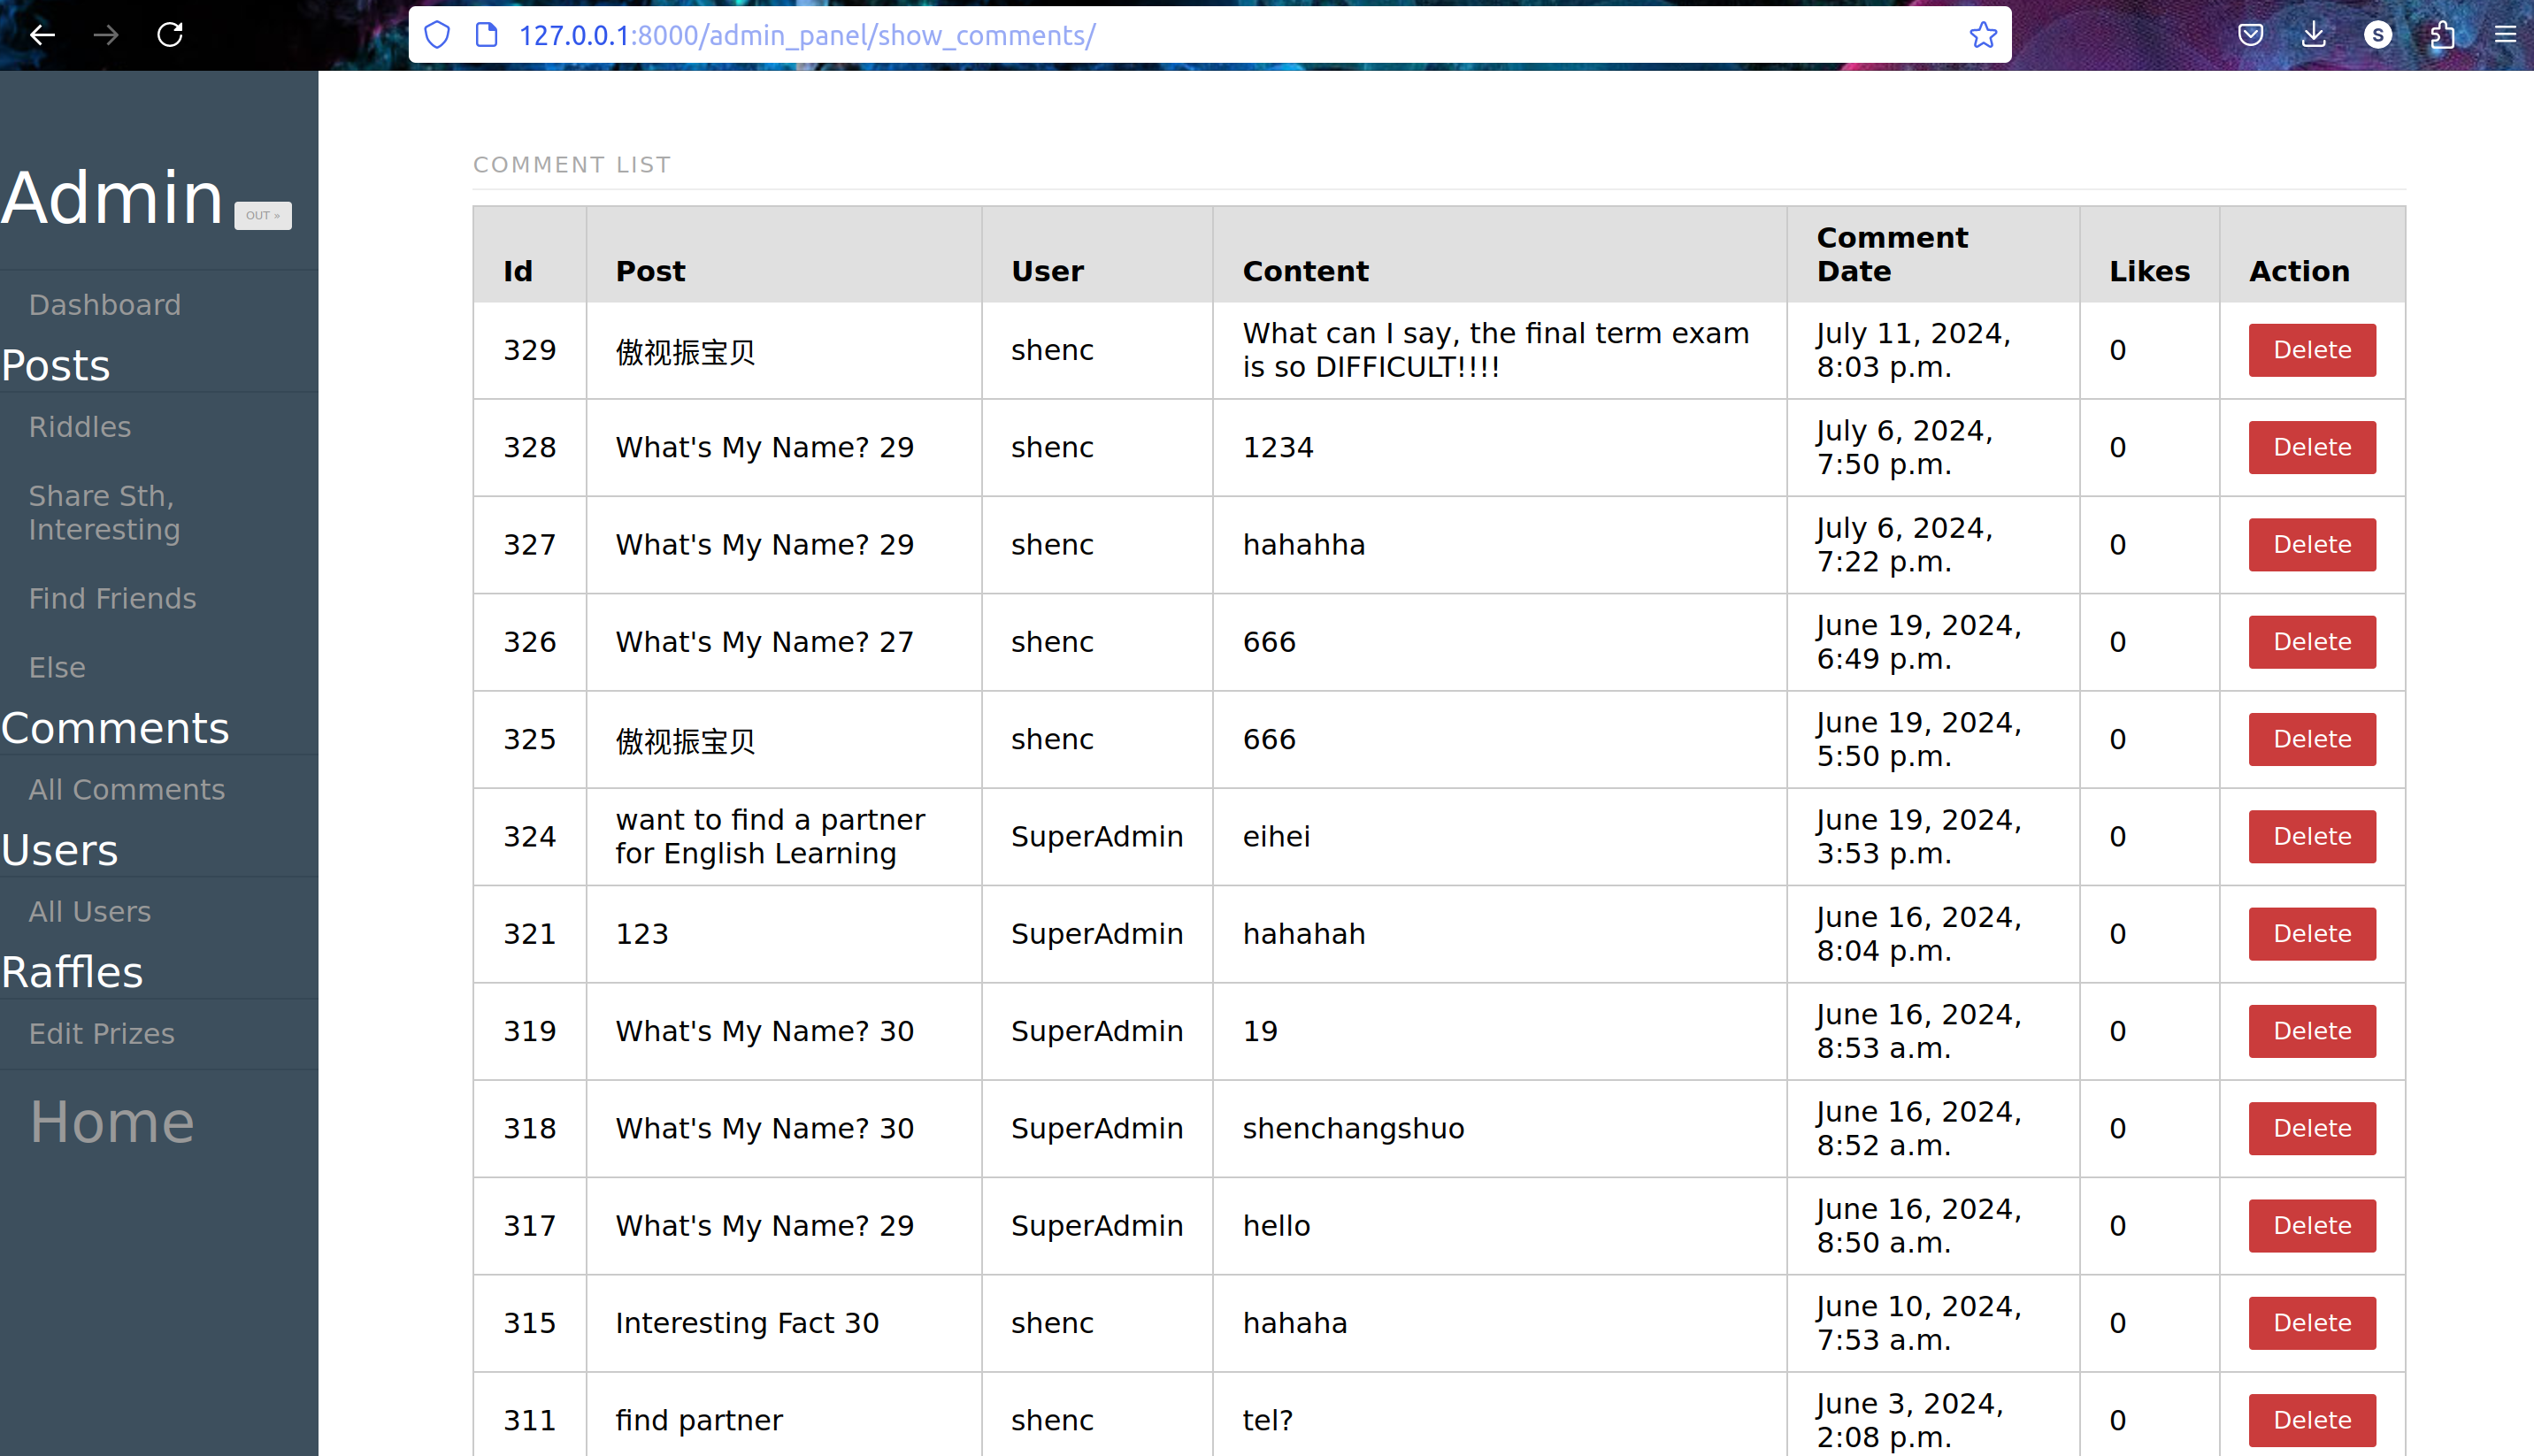 127.0.0.1:8000/admin_panel/show_comments/
S
Admin
OUT »
Dashboard
Posts
Riddles
Share Sth,
Interesting
Find Friends
Else
Comments
All Comments
Users
All Users
Raffles
Edit Prizes
Home
COMMENT LIST
Id Post User Content Comment
Date Likes Action
329 傲视振宝贝 shenc What can I say, the final term exam
is so DIFFICULT!!!! July 11, 2024,
8:03 p.m. 0 Delete
328 What's My Name? 29 shenc 1234 July 6, 2024,
7:50 p.m. 0 Delete
327 What's My Name? 29 shenc hahahha July 6, 2024,
7:22 p.m. 0 Delete
326 What's My Name? 27 shenc 666 June 19, 2024,
6:49 p.m. 0 Delete
325 傲视振宝贝 shenc 666 June 19, 2024,
5:50 p.m. 0 Delete
324 want to find a partner
for English Learning SuperAdmin eihei June 19, 2024,
3:53 p.m. 0 Delete
321 123 SuperAdmin hahahah June 16, 2024,
8:04 p.m. 0 Delete
319 What's My Name? 30 SuperAdmin 19 June 16, 2024,
8:53 a.m. 0 Delete
318 What's My Name? 30 SuperAdmin shenchangshuo June 16, 2024,
8:52 a.m. 0 Delete
317 What's My Name? 29 SuperAdmin hello June 16, 2024,
8:50 a.m. 0 Delete
315 Interesting Fact 30 shenc hahaha June 10, 2024,
7:53 a.m. 0 Delete
311 find partner shenc tel? June 3, 2024,
2:08 p.m. 0 Delete